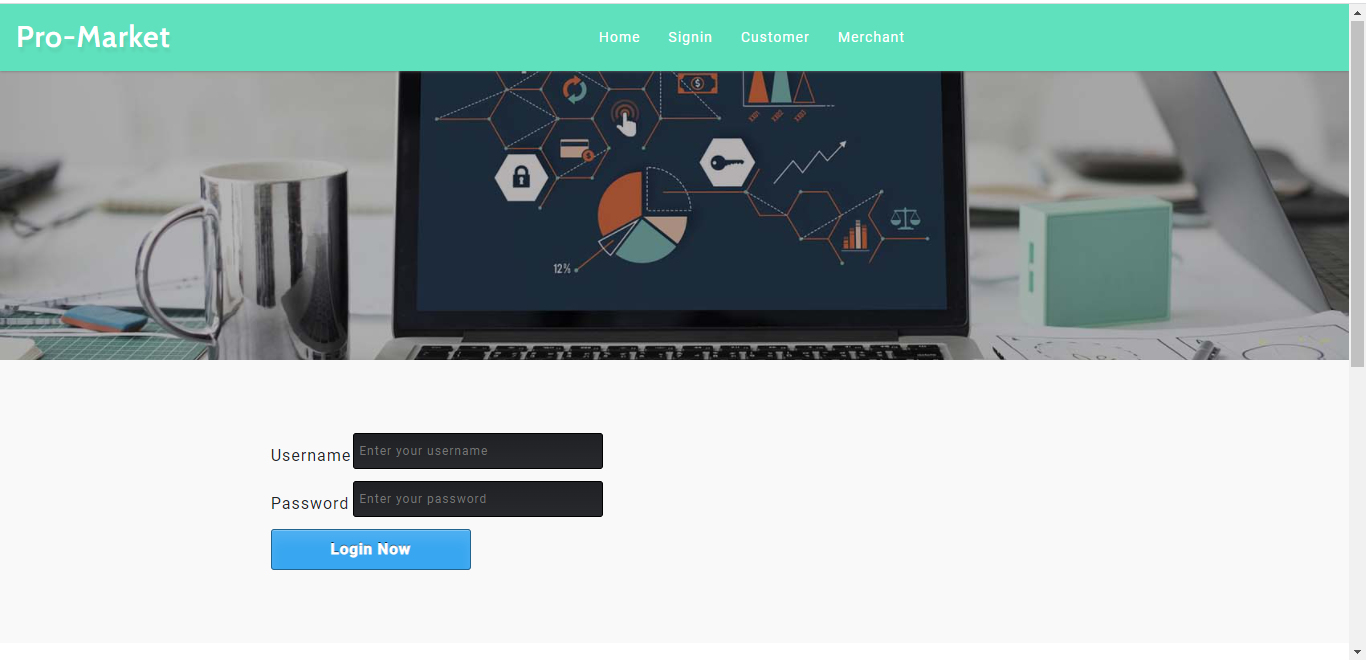 Pro-Market
Home Signin Customer Merchant
12%
Username Enter your username
Password Enter your password
Login Now